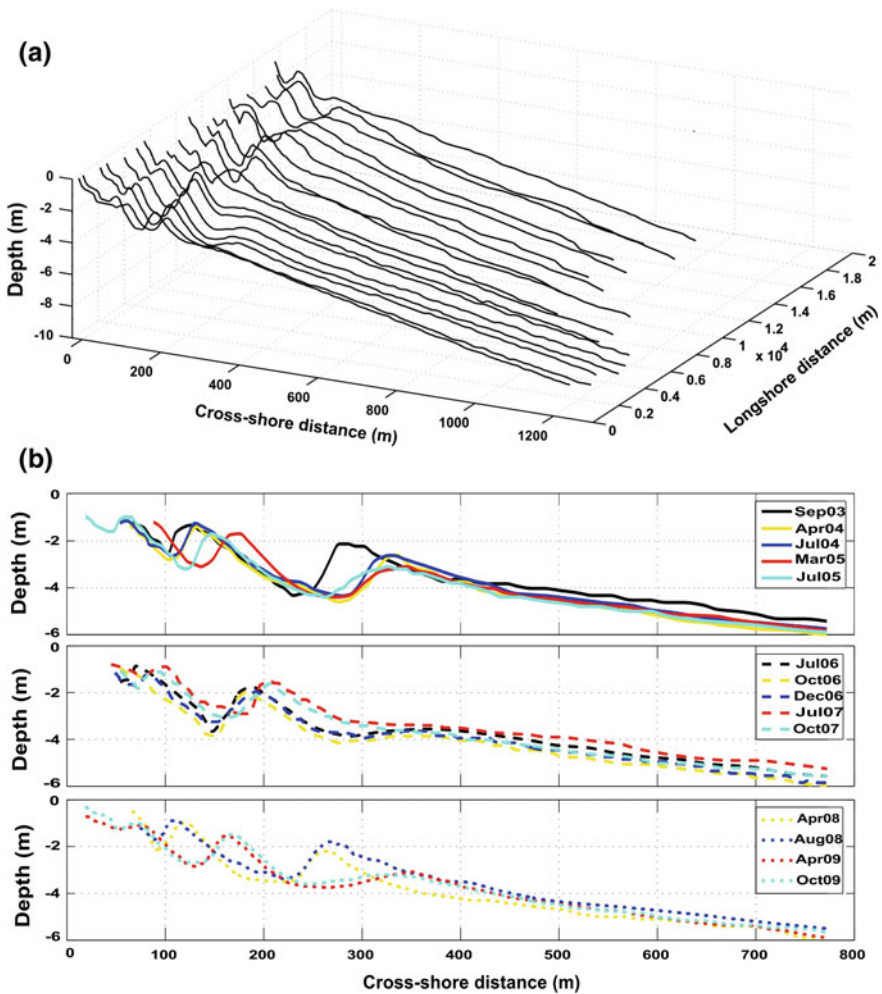 (a)
0
-2
-4
-6
-8
-10
Depth (m)
0
200
400
600
800
1000
1200
Cross-shore distance (m)
0
0.2
0.4
0.6
0.8
1
1.2
1.4
1.6
1.8
2
x 10^4
Longshore distance (m)
(b)
0
-2
-4
-6
Depth (m)
Sep03
Apr04
Jul04
Mar05
Jul05
0
-2
-4
-6
Depth (m)
Jul06
Oct06
Dec06
Jul07
Oct07
0
-2
-4
-6
Depth (m)
Apr08
Aug08
Apr09
Oct09
0 100 200 300 400 500 600 700 800
Cross-shore distance (m)